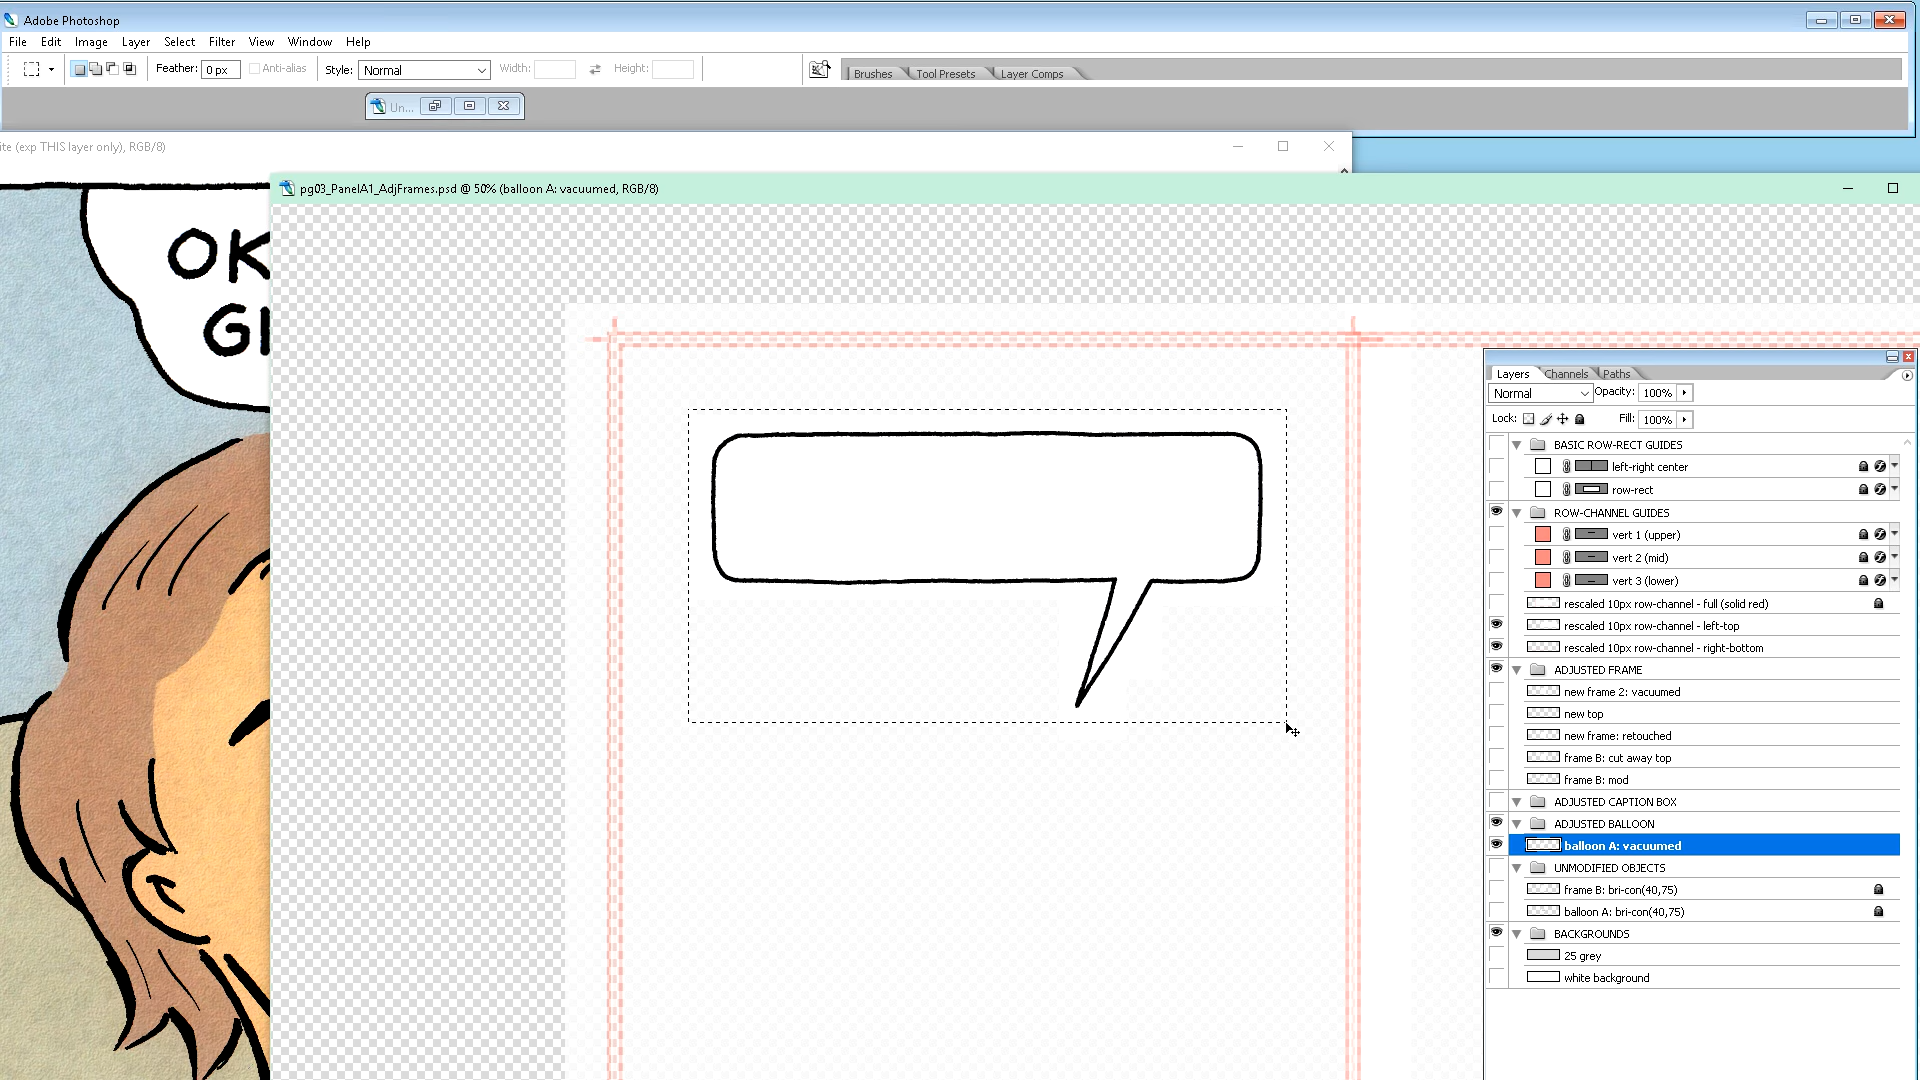 Adobe Photoshop
File Edit Image Layer Select Filter View Window Help
Feather: 0 px Anti-alias Style: Normal Width: Height: Brushes Tool Presets Layer Comps
Un...
ite (exp THIS layer only), RGB/8)
pg03_PanelA1_AdjFrames.psd @ 50% (balloon A: vacuumed, RGB/8)
OK
GI
Layers Channels Paths
Normal Opacity: 100%
Lock: Fill: 100%
BASIC ROW-RECT GUIDES
left-right center
row-rect
ROW-CHANNEL GUIDES
vert 1 (upper)
vert 2 (mid)
vert 3 (lower)
rescaled 10px row-channel - full (solid red)
rescaled 10px row-channel - left-top
rescaled 10px row-channel - right-bottom
ADJUSTED FRAME
new frame 2: vacuumed
new top
new frame: retouched
frame B: cut away top
frame B: mod
ADJUSTED CAPTION BOX
ADJUSTED BALLOON
balloon A: vacuumed
UNMODIFIED OBJECTS
frame B: bri-con(40,75)
balloon A: bri-con(40,75)
BACKGROUNDS
25 grey
white background